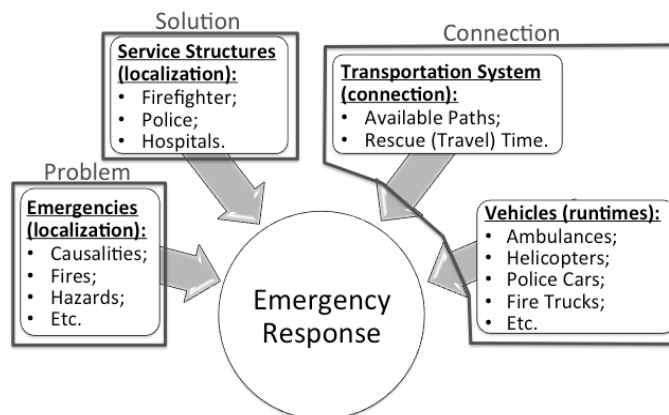 Solution
Service Structures
(localization):
• Firefighter;
• Police;
• Hospitals.
Connection
Transportation System
(connection):
• Available Paths;
• Rescue (Travel) Time.
Problem
Emergencies
(localization):
• Causalities;
• Fires;
• Hazards;
• Etc.
Vehicles (runtimes):
• Ambulances;
• Helicopters;
• Police Cars;
• Fire Trucks;
• Etc.
Emergency
Response